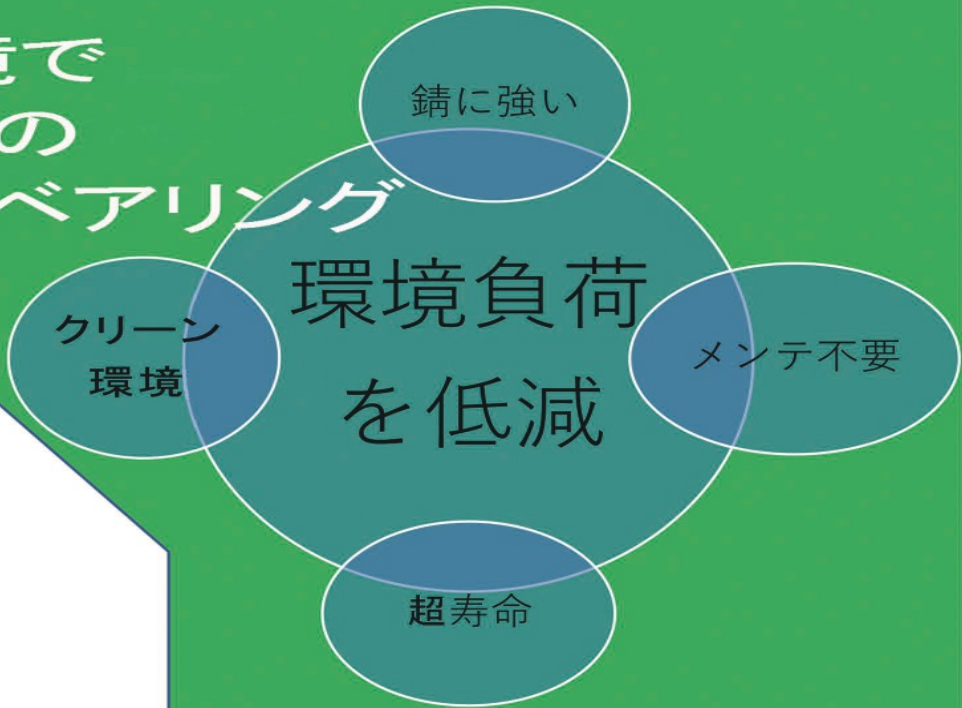 境で
の
ベアリング
錆に強い
環境負荷
を低減
クリーン
環境
メンテ不要
超寿命